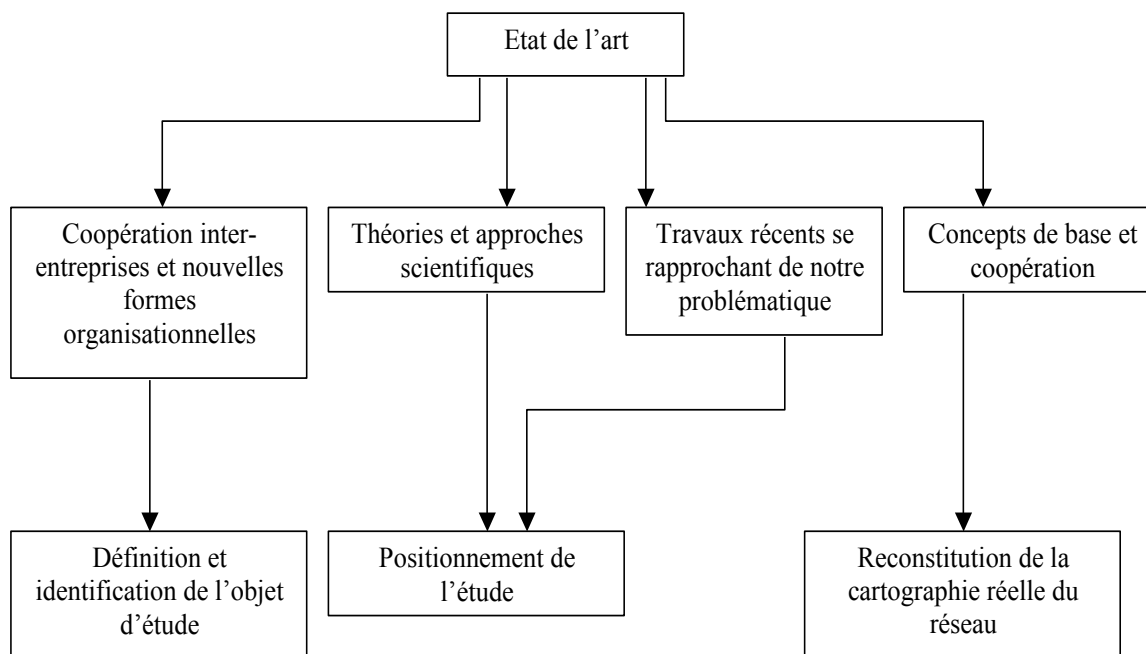 Etat de l’art
Coopération inter-
entreprises et nouvelles
formes
organisationnelles
Théories et approches
scientifiques
Travaux récents se
rapprochant de notre
problématique
Concepts de base et
coopération
Définition et
identification de l’objet
d’étude
Positionnement de
l’étude
Reconstitution de la
cartographie réelle du
réseau